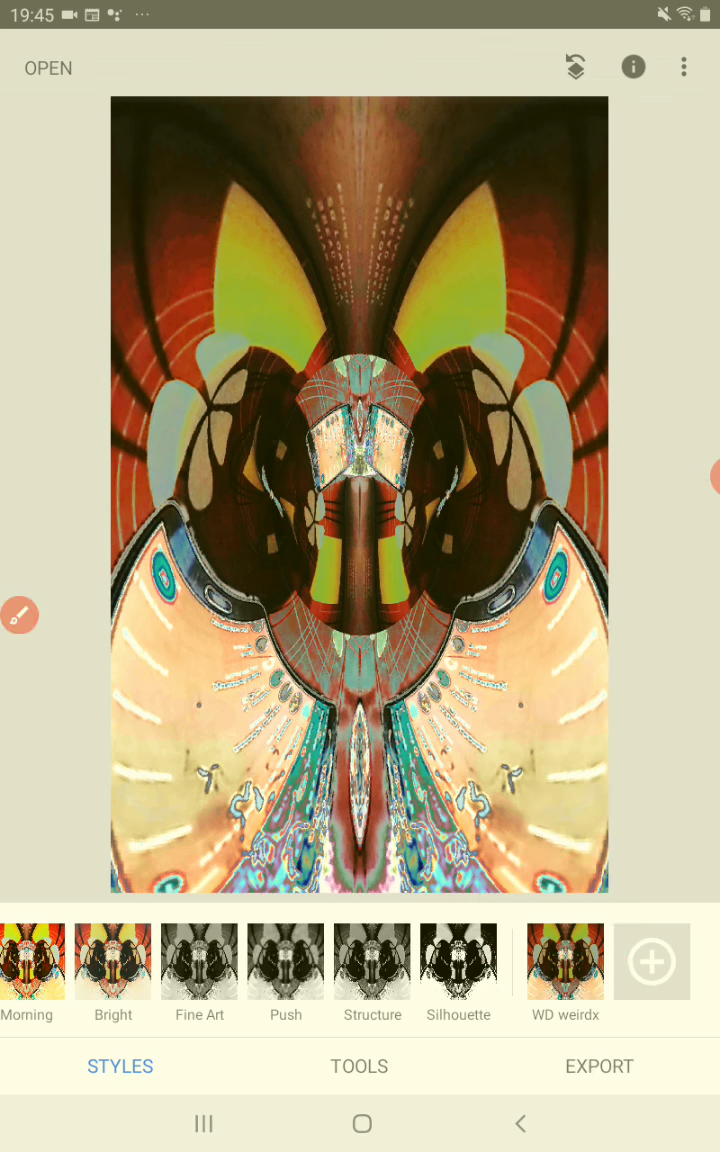 19:45
OPEN
Morning Bright Fine Art Push Structure Silhouette WD weirdx
STYLES TOOLS EXPORT